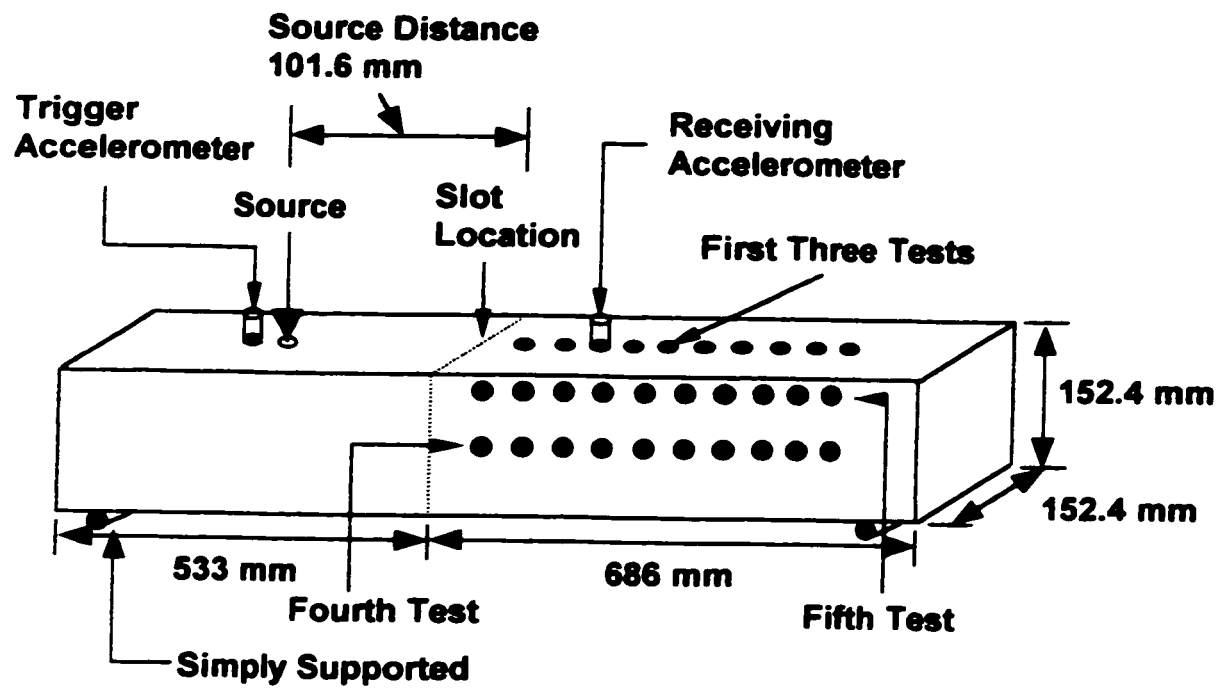 Source Distance
101.6 mm
Trigger
Accelerometer
Receiving
Accelerometer
Source
Slot
Location
First Three Tests
152.4 mm
152.4 mm
533 mm
686 mm
Fourth Test
Fifth Test
Simply Supported